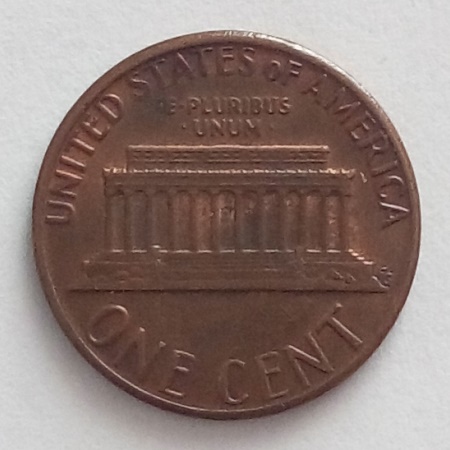 UNITED STATES OF AMERICA
E·PLURIBUS
·UNUM·
ONE CENT